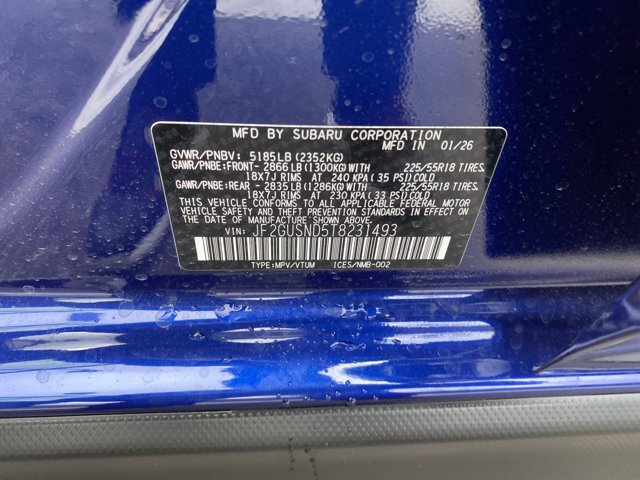 MFD BY SUBARU CORPORATION
MFD IN 01/26
GVWR/PNBV: 5185LB (2352KG)
GAWR/PNBE: FRONT- 2866LB (1300KG) WITH 225/55R18 TIRES,
18X7J RIMS AT 240 KPA (35 PSI) COLD
GAWR/PNBE: REAR - 2835LB (1286KG) WITH 225/55R18 TIRES,
18X7J RIMS AT 230 KPA (33 PSI) COLD
THIS VEHICLE CONFORMS TO ALL APPLICABLE FEDERAL MOTOR
VEHICLE SAFETY, BUMPER, AND THEFT PREVENTION STANDARDS
IN EFFECT ON THE DATE OF MANUFACTURE SHOWN ABOVE.
VIN: JF2GUSND5T8231493
TYPE:MPV/VTUM ICES/NMB-002